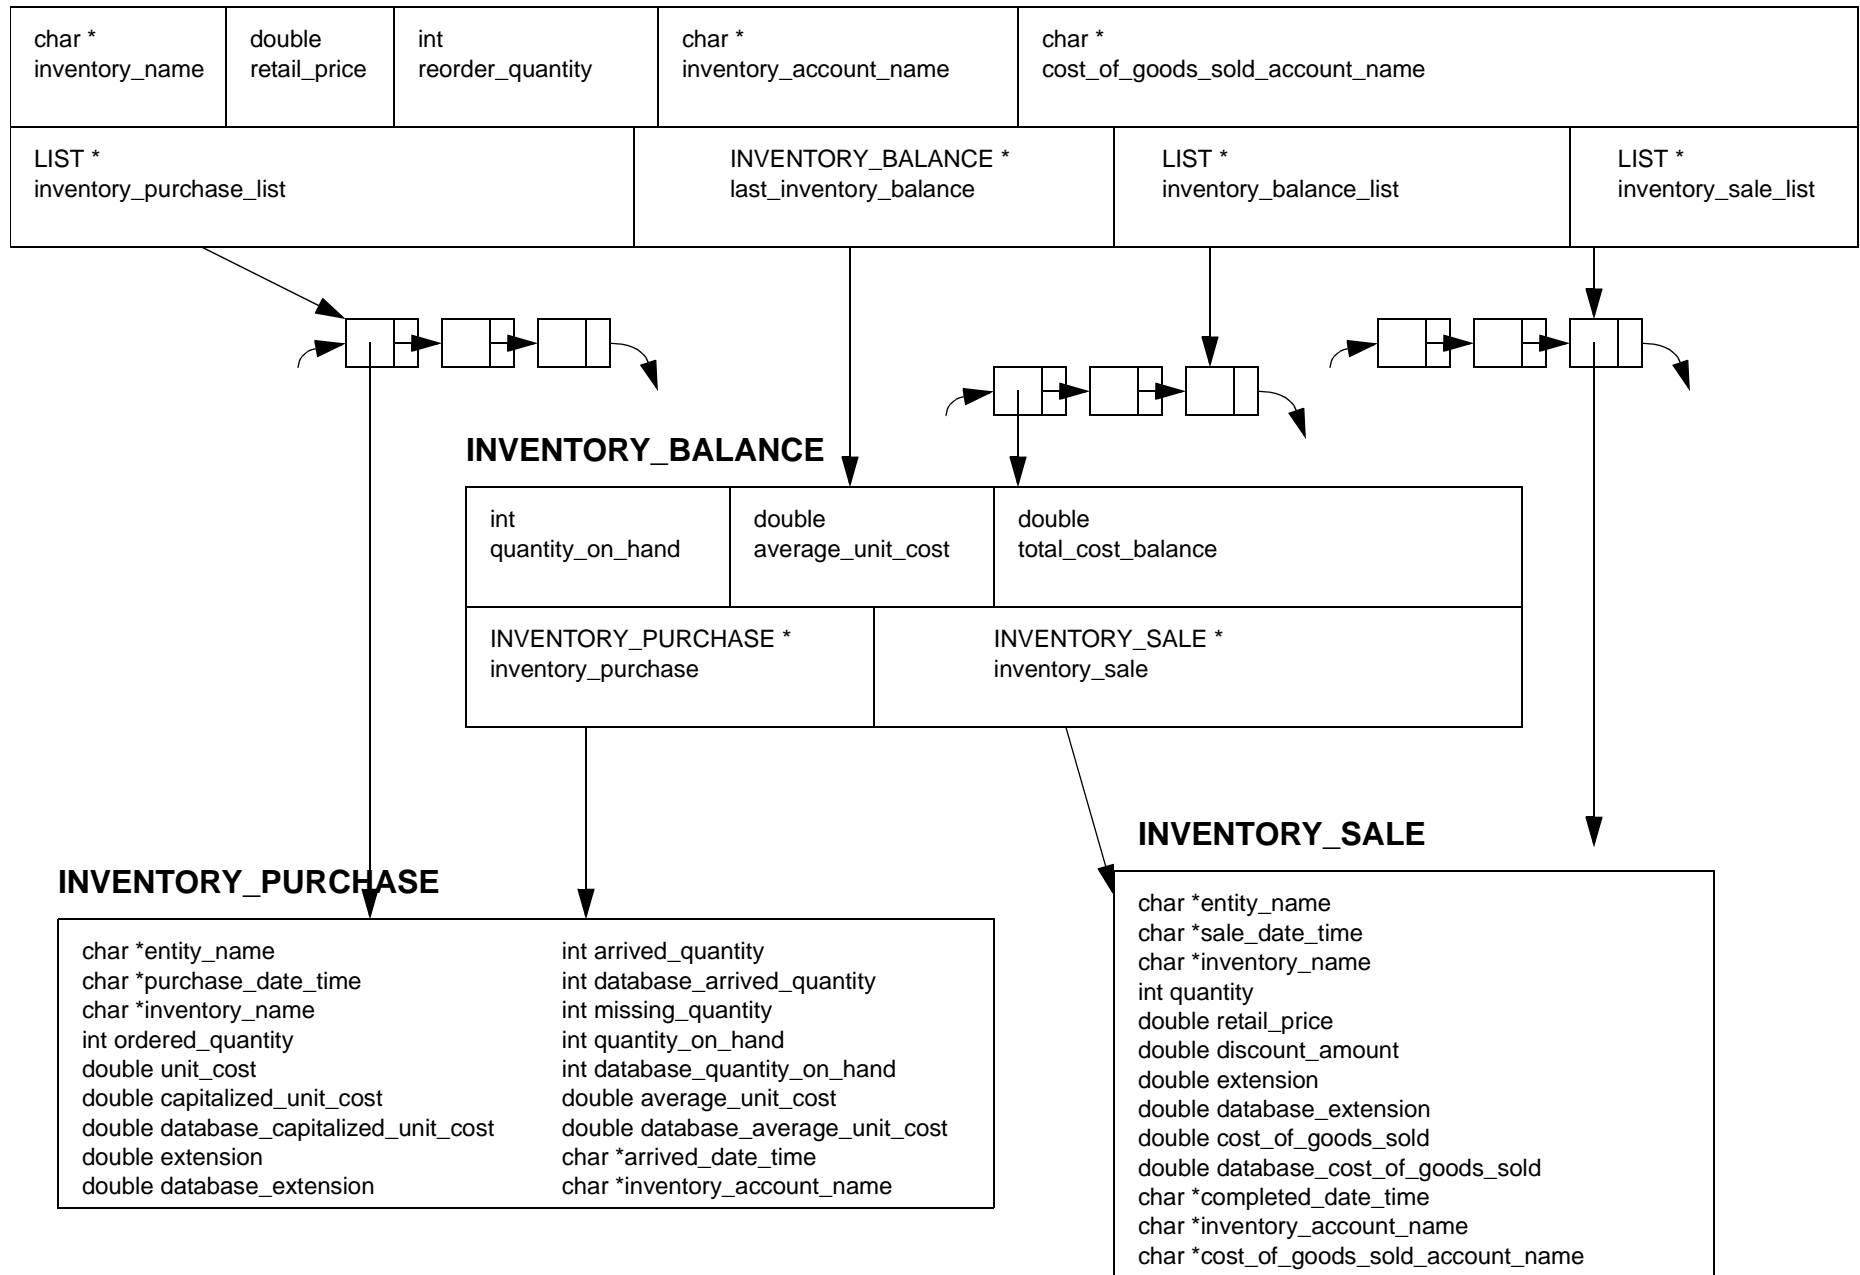 char *
inventory_name
double
retail_price
int
reorder_quantity
char *
inventory_account_name
char *
cost_of_goods_sold_account_name
LIST *
inventory_purchase_list
INVENTORY_BALANCE *
last_inventory_balance
LIST *
inventory_balance_list
LIST *
inventory_sale_list
INVENTORY_BALANCE
int
quantity_on_hand
double
average_unit_cost
double
total_cost_balance
INVENTORY_PURCHASE *
inventory_purchase
INVENTORY_SALE *
inventory_sale
INVENTORY_PURCHASE
char *entity_name
char *purchase_date_time
char *inventory_name
int ordered_quantity
double unit_cost
double capitalized_unit_cost
double database_capitalized_unit_cost
double extension
double database_extension
int arrived_quantity
int database_arrived_quantity
int missing_quantity
int quantity_on_hand
int database_quantity_on_hand
double average_unit_cost
double database_average_unit_cost
char *arrived_date_time
char *inventory_account_name
INVENTORY_SALE
char *entity_name
char *sale_date_time
char *inventory_name
int quantity
double retail_price
double discount_amount
double extension
double database_extension
double cost_of_goods_sold
double database_cost_of_goods_sold
char *completed_date_time
char *inventory_account_name
char *cost_of_goods_sold_account_name